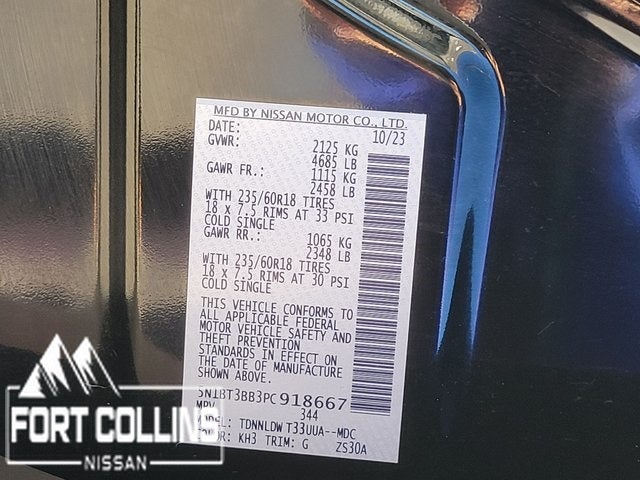 MFD BY NISSAN MOTOR CO., LTD.
DATE: 10/23
GVWR: 2125 KG
4685 LB
GAWR FR.: 1115 KG
2458 LB
WITH 235/60R18 TIRES
18 x 7.5 RIMS AT 33 PSI
COLD SINGLE
GAWR RR.: 1065 KG
2348 LB
WITH 235/60R18 TIRES
18 x 7.5 RIMS AT 30 PSI
COLD SINGLE
THIS VEHICLE CONFORMS TO
ALL APPLICABLE FEDERAL
MOTOR VEHICLE SAFETY AND
THEFT PREVENTION
STANDARDS IN EFFECT ON
THE DATE OF MANUFACTURE
SHOWN ABOVE.
5N1BT3BB3PC918667
MPV 344
MODEL: TDNNLDW T33UUA--MDC
COLOR: KH3 TRIM: G ZS30A
FORT COLLINS
NISSAN